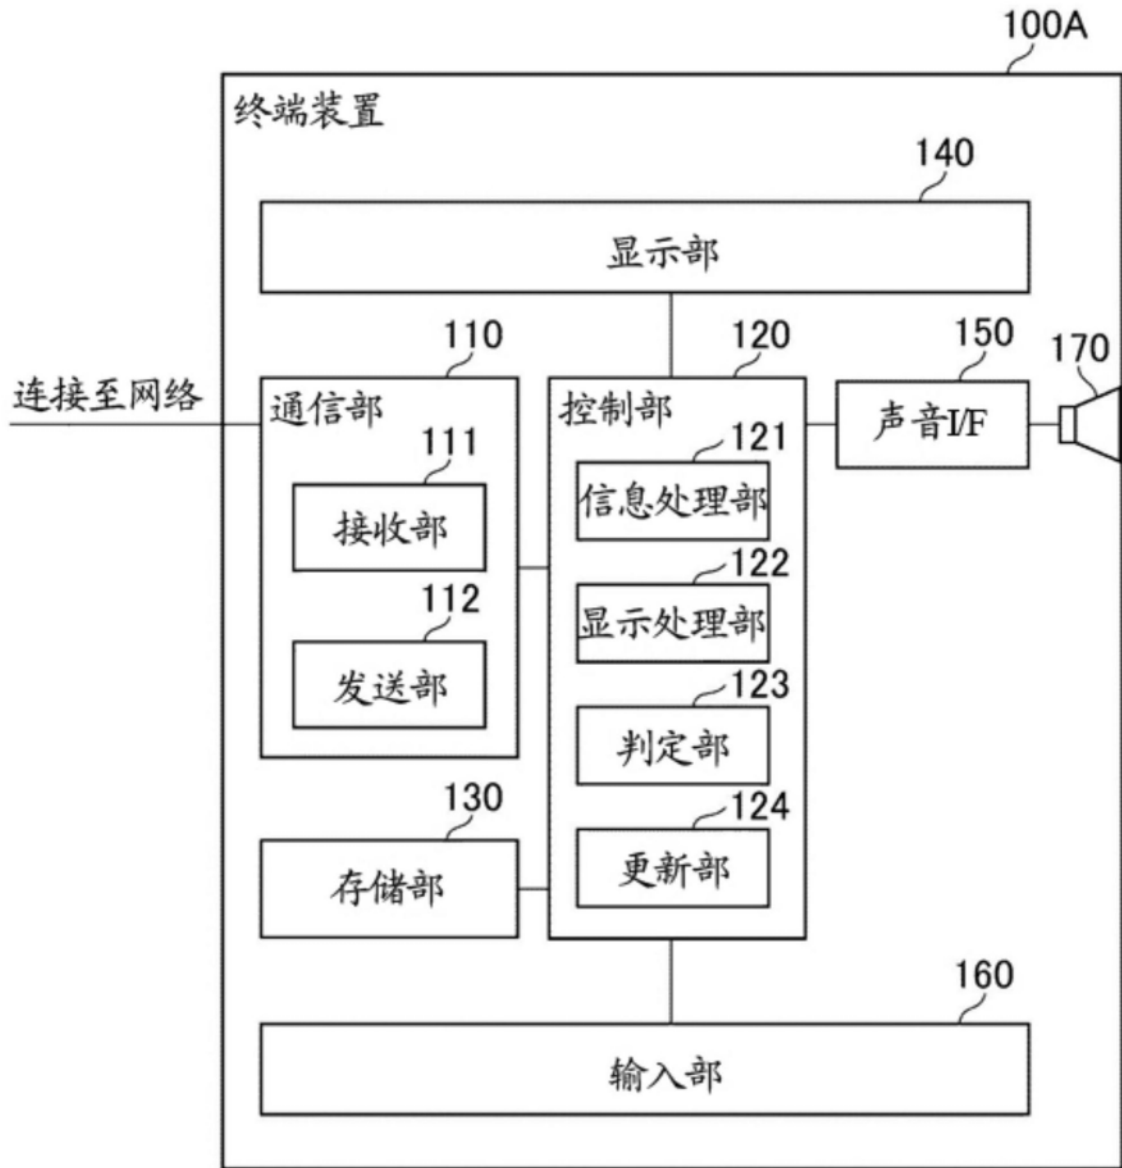 100A
终端装置
140
显示部
110
120
150
170
连接至网络
通信部
控制部
声音I/F
111
121
接收部
信息处理部
112
122
发送部
显示处理部
123
判定部
130
124
存储部
更新部
160
输入部